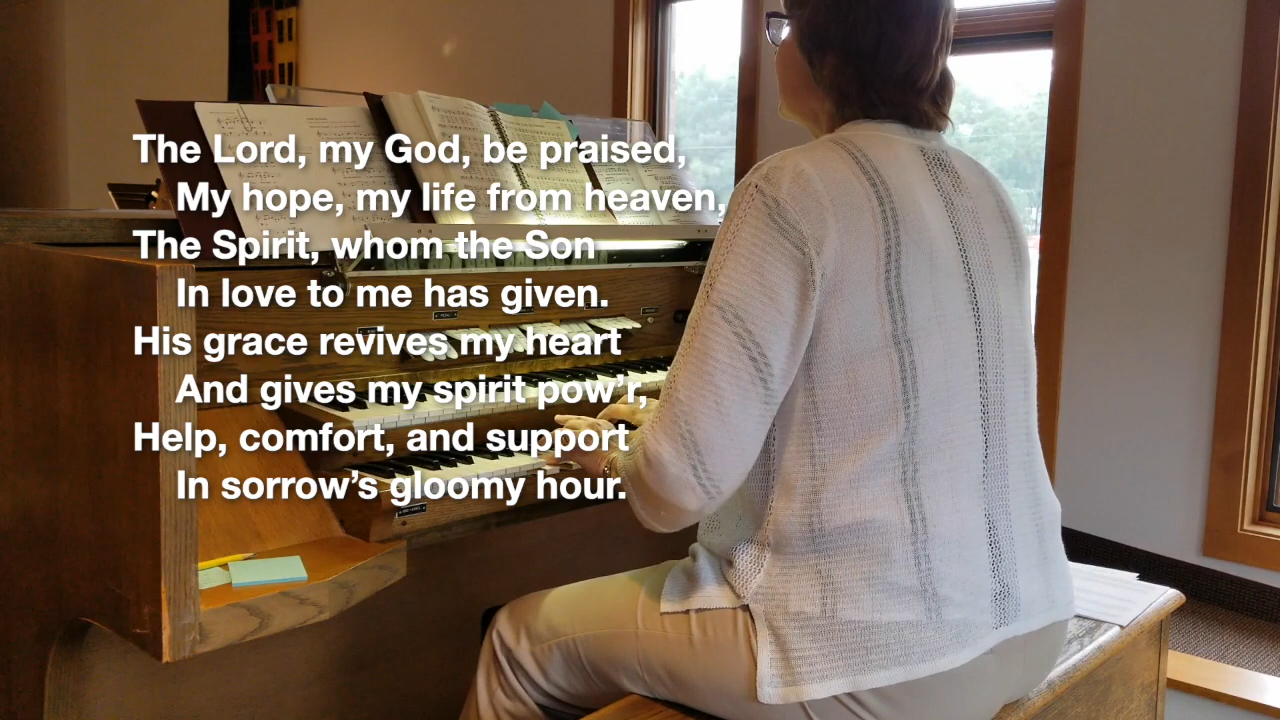 The Lord, my God, be praised,
My hope, my life from heaven,
The Spirit, whom the Son
In love to me has given.
His grace revives my heart
And gives my spirit pow’r,
Help, comfort, and support
In sorrow’s gloomy hour.